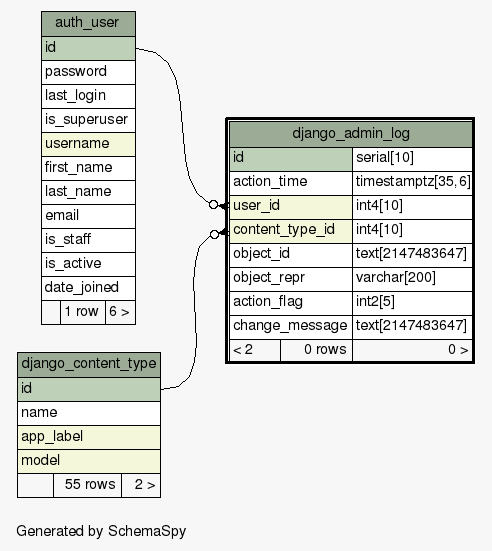 auth_user
id
password
last_login
is_superuser
username
first_name
last_name
email
is_staff
is_active
date_joined
1 row 6 >
django_admin_log
id serial[10]
action_time timestamptz[35,6]
user_id int4[10]
content_type_id int4[10]
object_id text[2147483647]
object_repr varchar[200]
action_flag int2[5]
change_message text[2147483647]
< 2 0 rows 0 >
django_content_type
id
name
app_label
model
55 rows 2 >
Generated by SchemaSpy